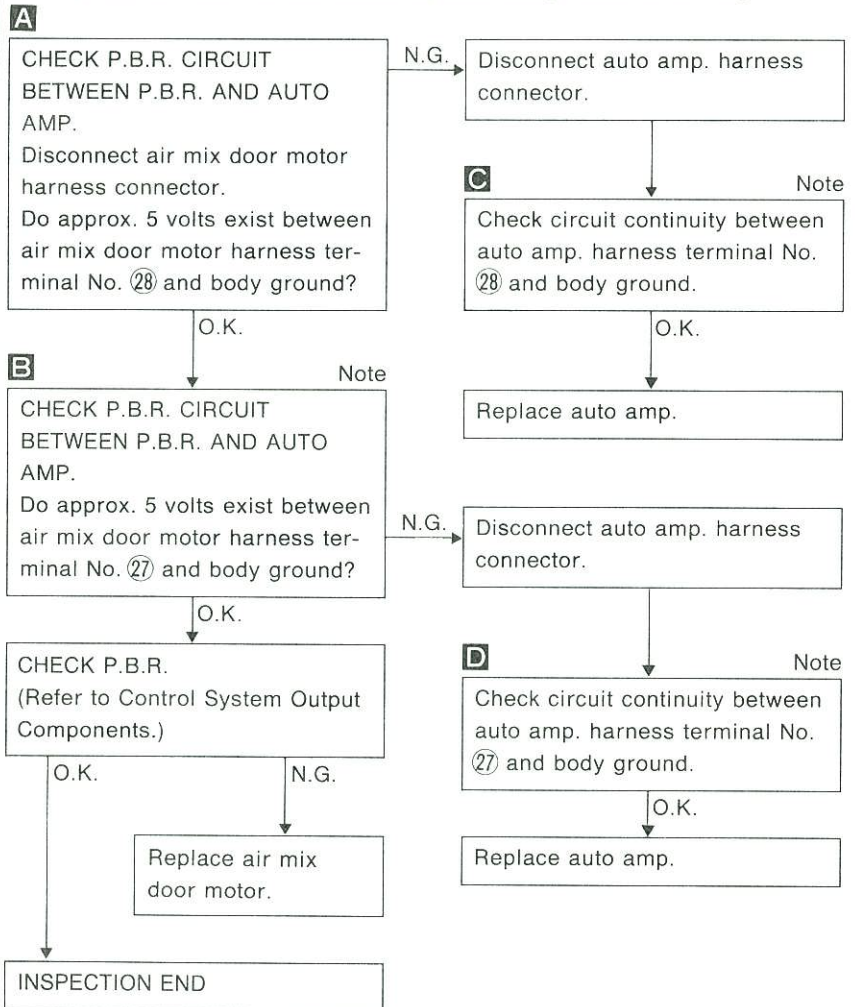 A
CHECK P.B.R. CIRCUIT
BETWEEN P.B.R. AND AUTO
AMP.
Disconnect air mix door motor
harness connector.
Do approx. 5 volts exist between
air mix door motor harness ter-
minal No. ㉘ and body ground?
N.G.
Disconnect auto amp. harness
connector.
C
Note
Check circuit continuity between
auto amp. harness terminal No.
㉘ and body ground.
O.K.
Replace auto amp.
O.K.
B
Note
CHECK P.B.R. CIRCUIT
BETWEEN P.B.R. AND AUTO
AMP.
Do approx. 5 volts exist between
air mix door motor harness ter-
minal No. ㉗ and body ground?
N.G.
Disconnect auto amp. harness
connector.
D
Note
Check circuit continuity between
auto amp. harness terminal No.
㉗ and body ground.
O.K.
Replace auto amp.
O.K.
CHECK P.B.R.
(Refer to Control System Output
Components.)
O.K.
N.G.
Replace air mix
door motor.
INSPECTION END